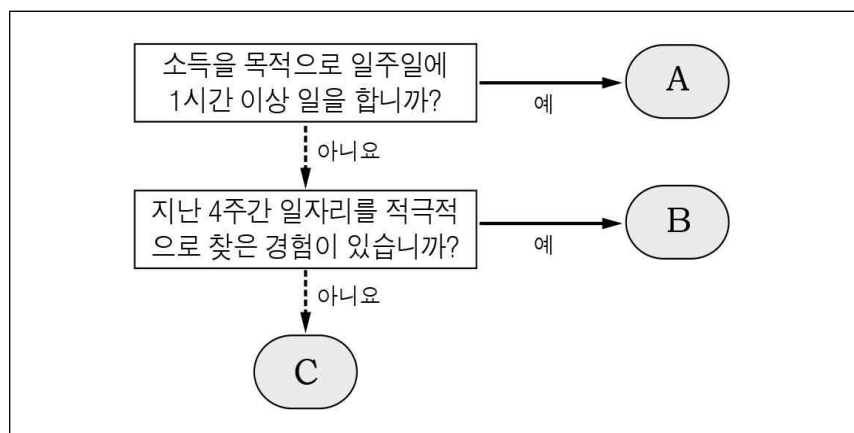 소득을 목적으로 일주일에
1시간 이상 일을 합니까?
예
A
아니요
지난 4주간 일자리를 적극적
으로 찾은 경험이 있습니까?
예
B
아니요
C